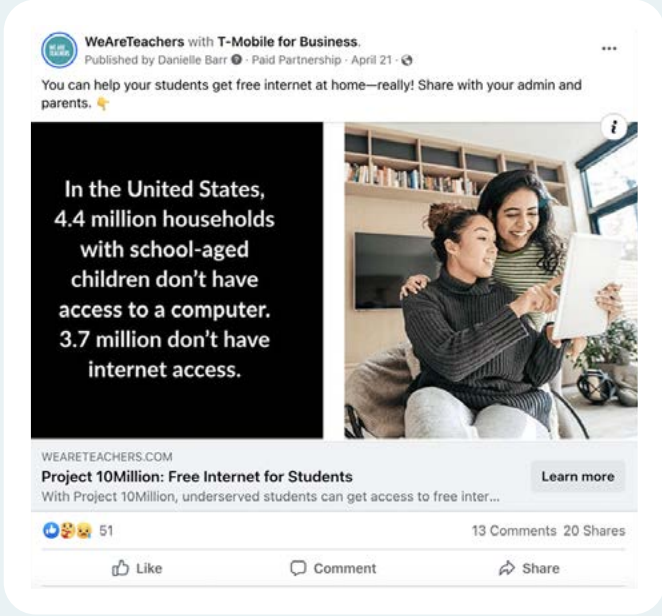 WE ARE
TEACHERS
WeAreTeachers with T-Mobile for Business.
Published by Danielle Barr · Paid Partnership · April 21 ·
You can help your students get free internet at home—really! Share with your admin and
parents. 👇
In the United States,
4.4 million households
with school-aged
children don't have
access to a computer.
3.7 million don't have
internet access.
WEARETEACHERS.COM
Project 10Million: Free Internet for Students
Learn more
With Project 10Million, underserved students can get access to free inter...
51
13 Comments 20 Shares
Like
Comment
Share